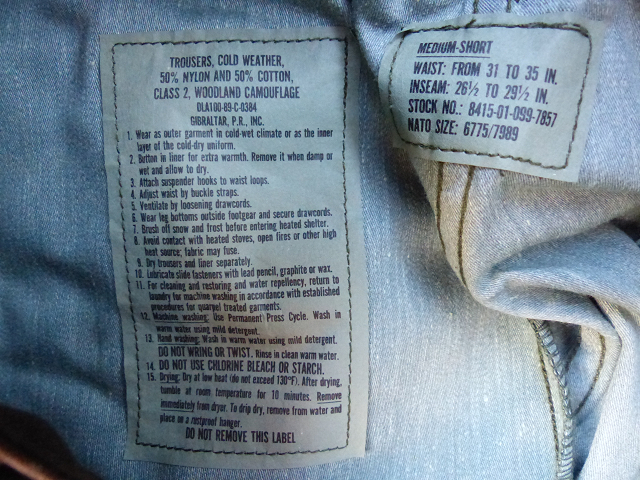 TROUSERS, COLD WEATHER,
50% NYLON AND 50% COTTON,
CLASS 2, WOODLAND CAMOUFLAGE
DLA100-89-C-0384
GIBRALTAR, P.R., INC.
1. Wear as outer garment in cold-wet climate or as the inner
layer of the cold-dry uniform.
2. Button in liner for extra warmth. Remove it when damp or
wet and allow to dry.
3. Attach suspender hooks to waist loops.
4. Adjust waist by buckle straps.
5. Ventilate by loosening drawcords.
6. Wear leg bottoms outside footgear and secure drawcords.
7. Brush off snow and frost before entering heated shelter.
8. Avoid contact with heated stoves, open fires or other high
heat source; fabric may fuse.
9. Dry trousers and liner separately.
10. Lubricate slide fasteners with lead pencil, graphite or wax.
11. For cleaning and restoring and water repellency, return to
laundry for machine washing in accordance with established
procedures for quarpel treated garments.
12. Machine washing: Use Permanent Press Cycle. Wash in
warm water using mild detergent.
13. Hand washing: Wash in warm water using mild detergent.
DO NOT WRING OR TWIST. Rinse in clean warm water.
14. DO NOT USE CHLORINE BLEACH OR STARCH.
15. Drying: Dry at low heat (do not exceed 130°F). After drying,
tumble at room temperature for 10 minutes. Remove
immediately from dryer. To drip dry, remove from water and
place on a rustproof hanger.
DO NOT REMOVE THIS LABEL
MEDIUM-SHORT
WAIST: FROM 31 TO 35 IN.
INSEAM: 26½ TO 29½ IN.
STOCK NO.: 8415-01-099-7857
NATO SIZE: 6775/7989